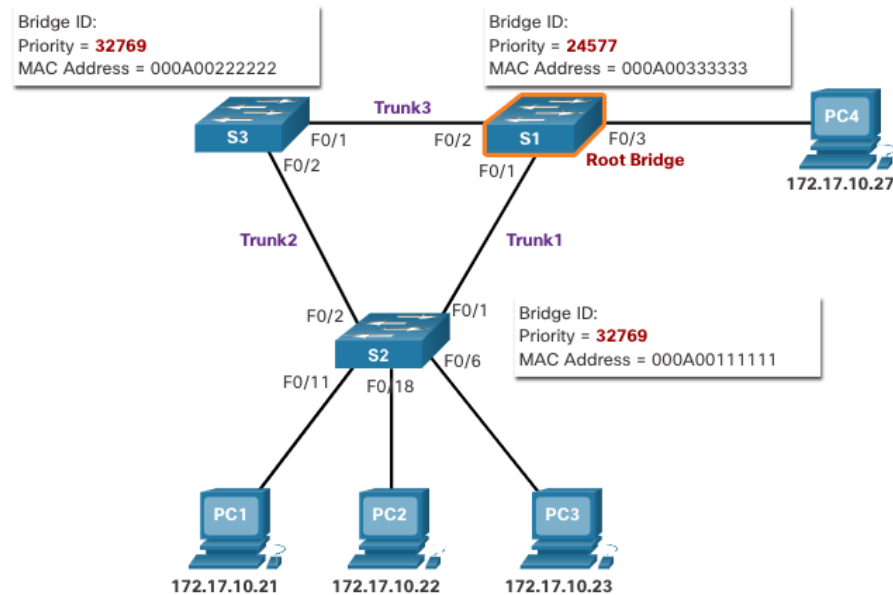 Bridge ID:
Priority = 32769
MAC Address = 000A00222222
Bridge ID:
Priority = 24577
MAC Address = 000A00333333
Trunk3
S3
F0/1
F0/2
S1
F0/3
PC4
F0/2
F0/1
Root Bridge
172.17.10.27
Trunk2
Trunk1
F0/2
F0/1
Bridge ID:
Priority = 32769
MAC Address = 000A00111111
S2
F0/6
F0/11
F0/18
PC1
PC2
PC3
172.17.10.21
172.17.10.22
172.17.10.23